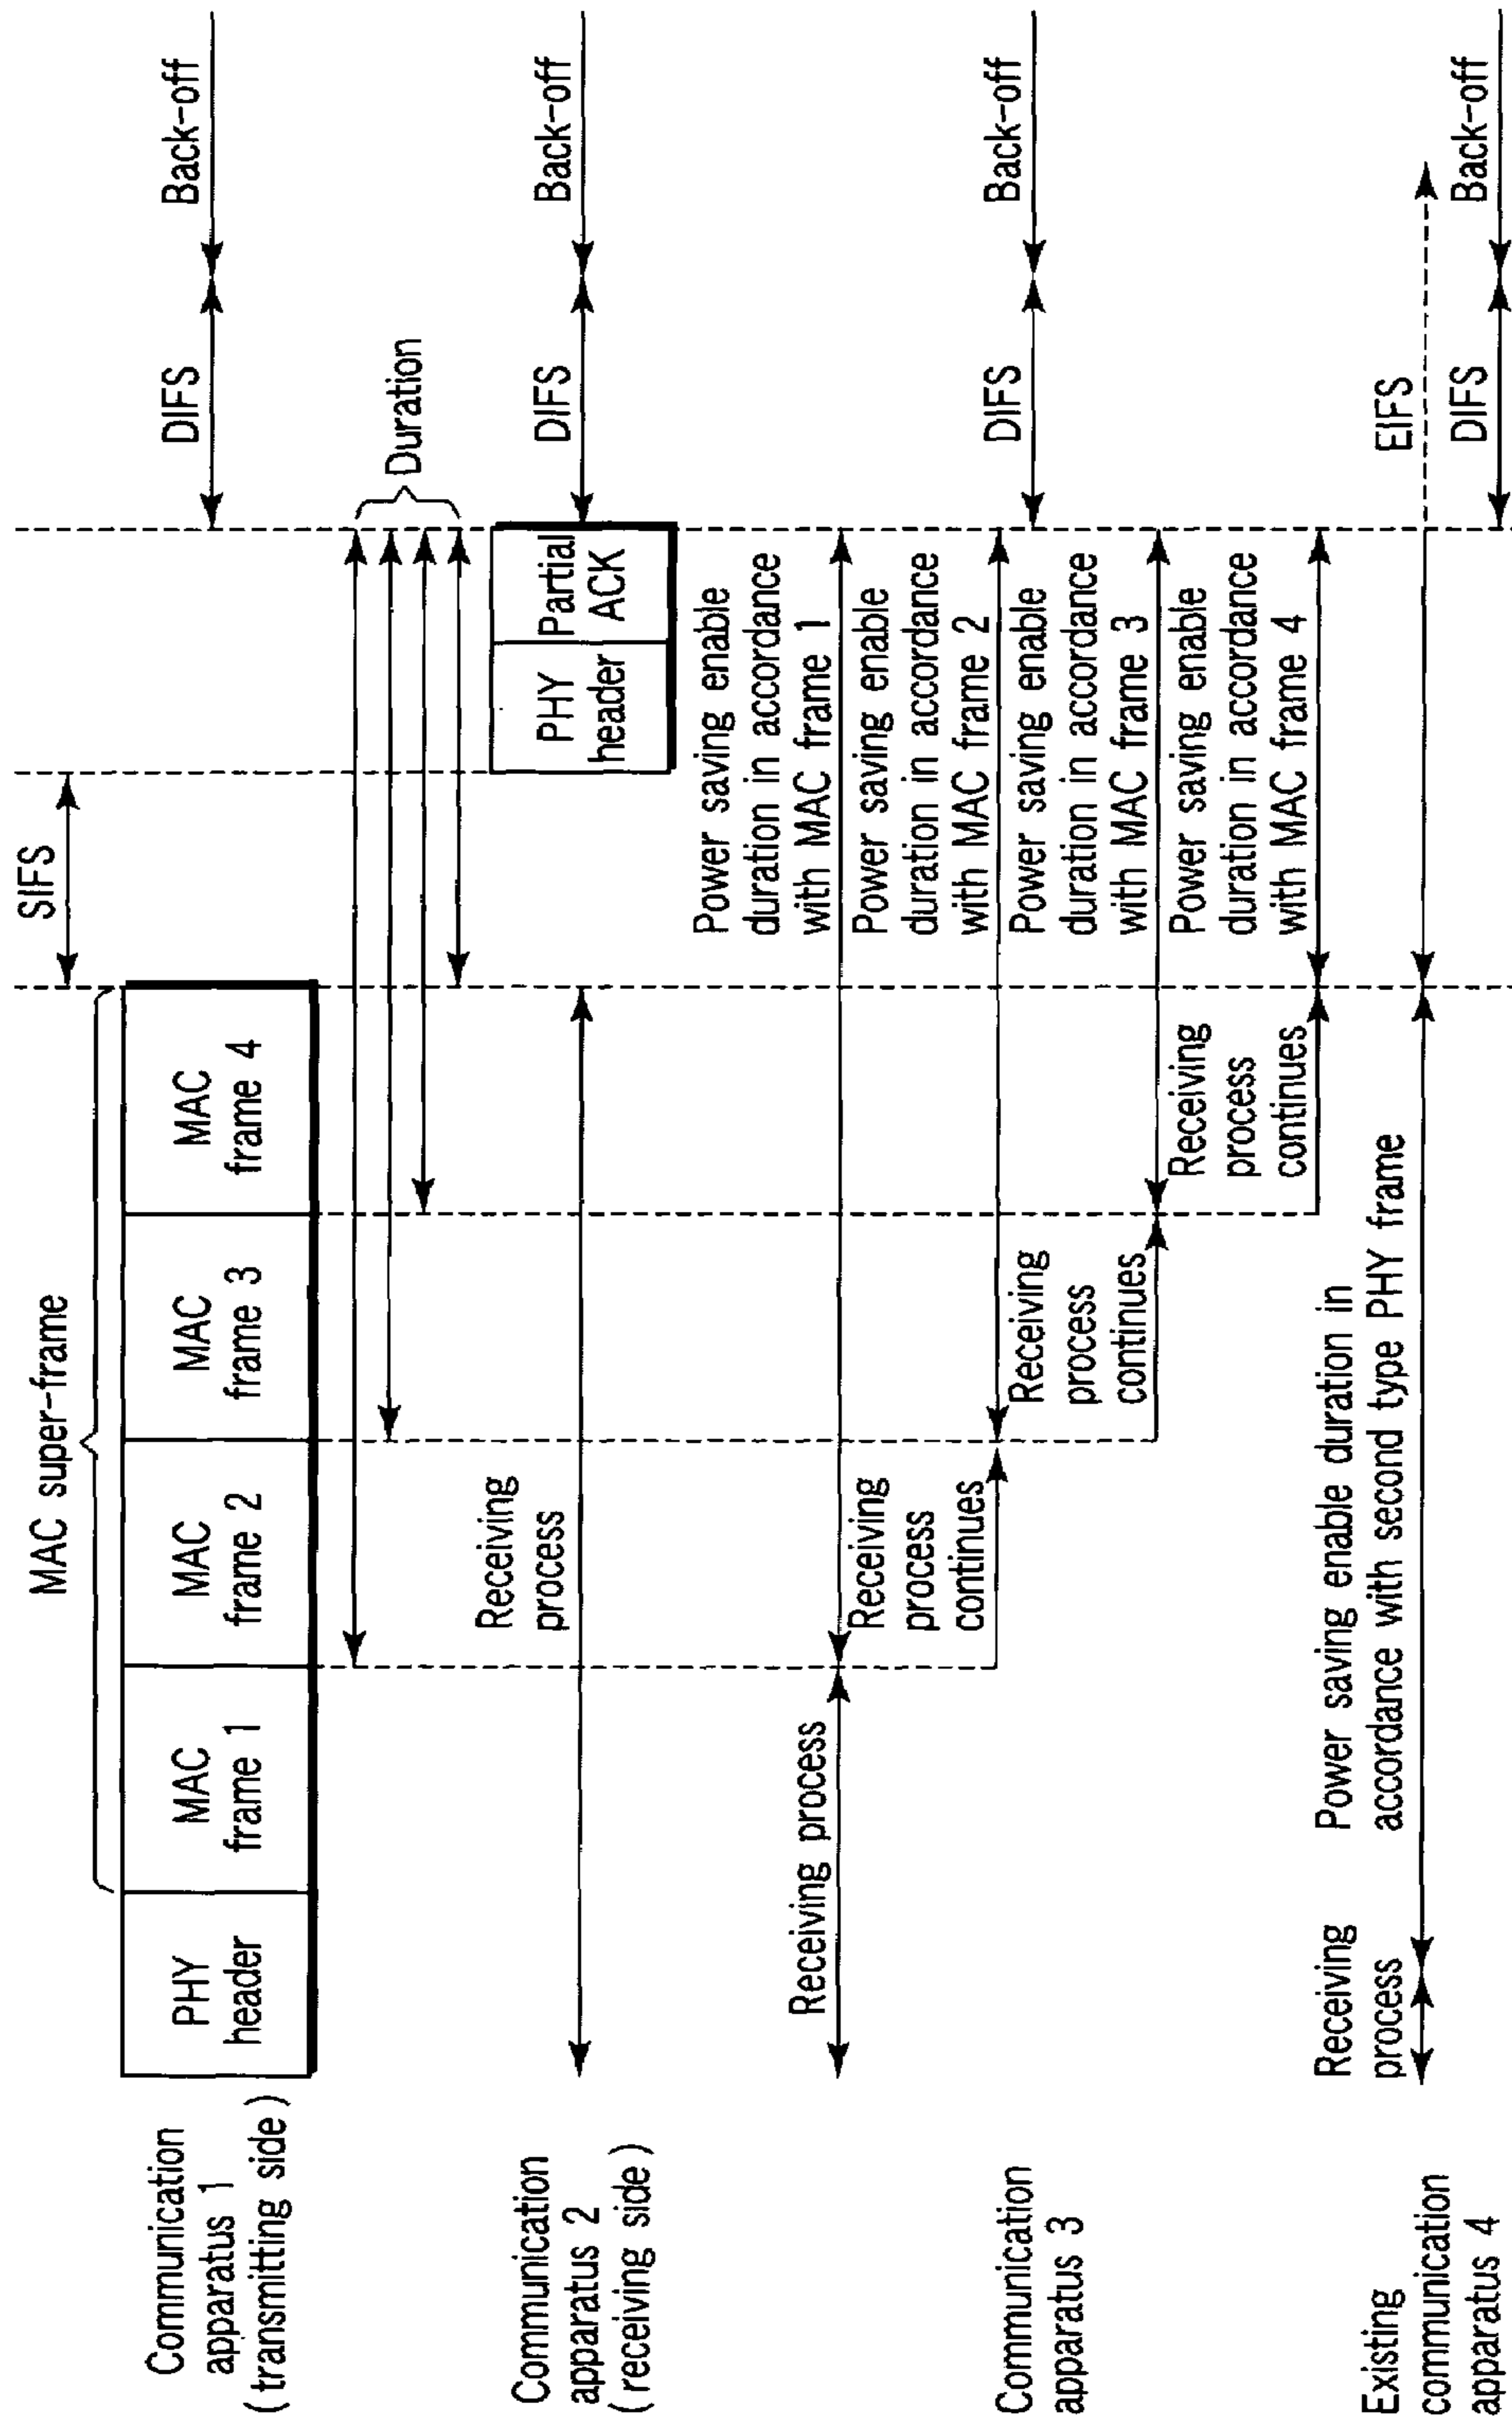 SIFS
MAC super-frame
Communication
apparatus 1
(transmitting side)
PHY
header
MAC
frame 1
MAC
frame 2
MAC
frame 3
MAC
frame 4
DIFS
Back-off
Duration
Communication
apparatus 2
(receiving side)
Receiving
process
PHY
header
Partial
ACK
DIFS
Back-off
Communication
apparatus 3
Receiving process
Power saving enable
duration in accordance
with MAC frame 1
Receiving
process
continues
Power saving enable
duration in accordance
with MAC frame 2
Receiving
process
continues
Power saving enable
duration in accordance
with MAC frame 3
Receiving
process
continues
Power saving enable
duration in accordance
with MAC frame 4
DIFS
Back-off
Existing
communication
apparatus 4
Receiving
process
Power saving enable duration in
accordance with second type PHY frame
EIFS
DIFS
Back-off